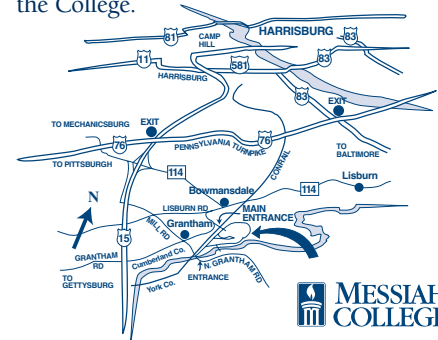 the College.
81
CAMP
HILL
HARRISBURG
83
11
HARRISBURG
581
83
83
EXIT
TO MECHANICSBURG
EXIT
76
PENNSYLVANIA TURNPIKE
76
TO
BALTIMORE
TO PITTSBURGH
CONRAIL
114
Lisburn
114
Bowmansdale
N
LISBURN RD
MAIN
ENTRANCE
MILL RD
Grantham
15
GRANTHAM
RD
Cumberland Co.
N. GRANTHAM RD
TO
GETTYSBURG
York Co.
ENTRANCE
MESSIAH
COLLEGE